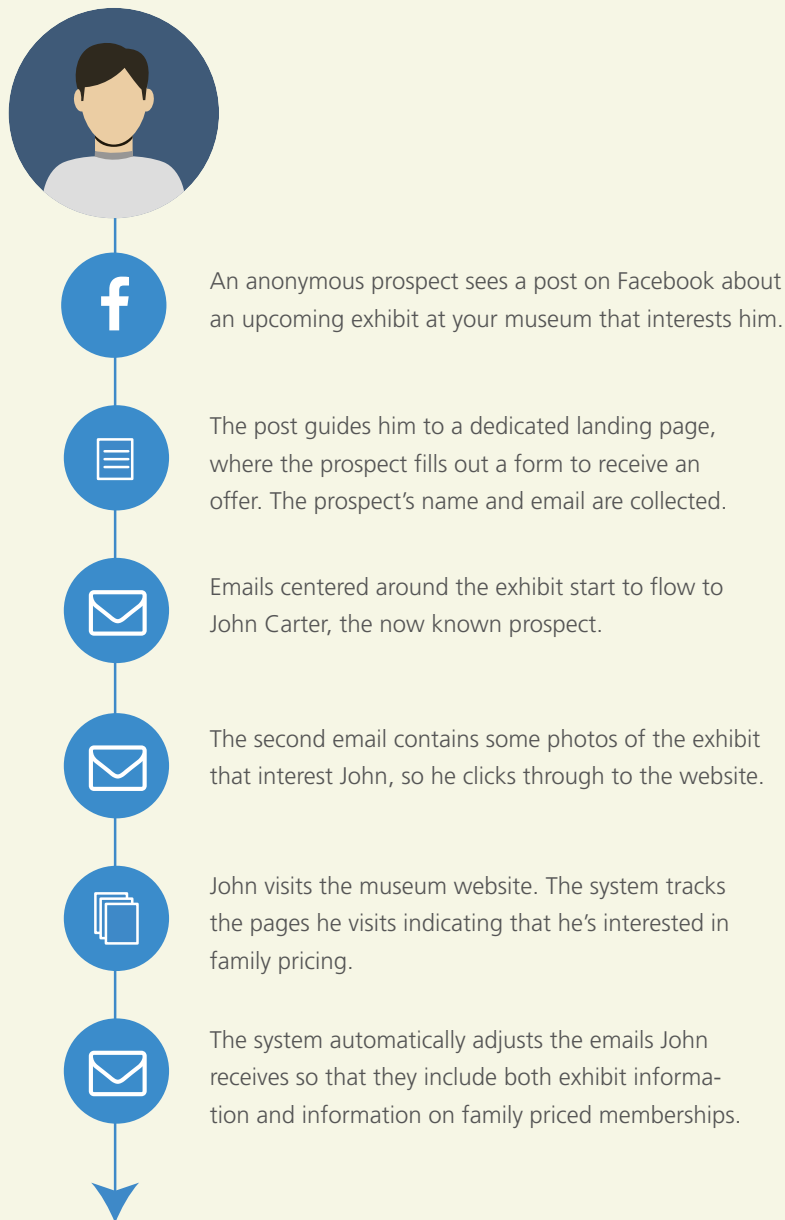 An anonymous prospect sees a post on Facebook about
an upcoming exhibit at your museum that interests him.
The post guides him to a dedicated landing page,
where the prospect fills out a form to receive an
offer. The prospect’s name and email are collected.
Emails centered around the exhibit start to flow to
John Carter, the now known prospect.
The second email contains some photos of the exhibit
that interest John, so he clicks through to the website.
John visits the museum website. The system tracks
the pages he visits indicating that he’s interested in
family pricing.
The system automatically adjusts the emails John
receives so that they include both exhibit informa-
tion and information on family priced memberships.